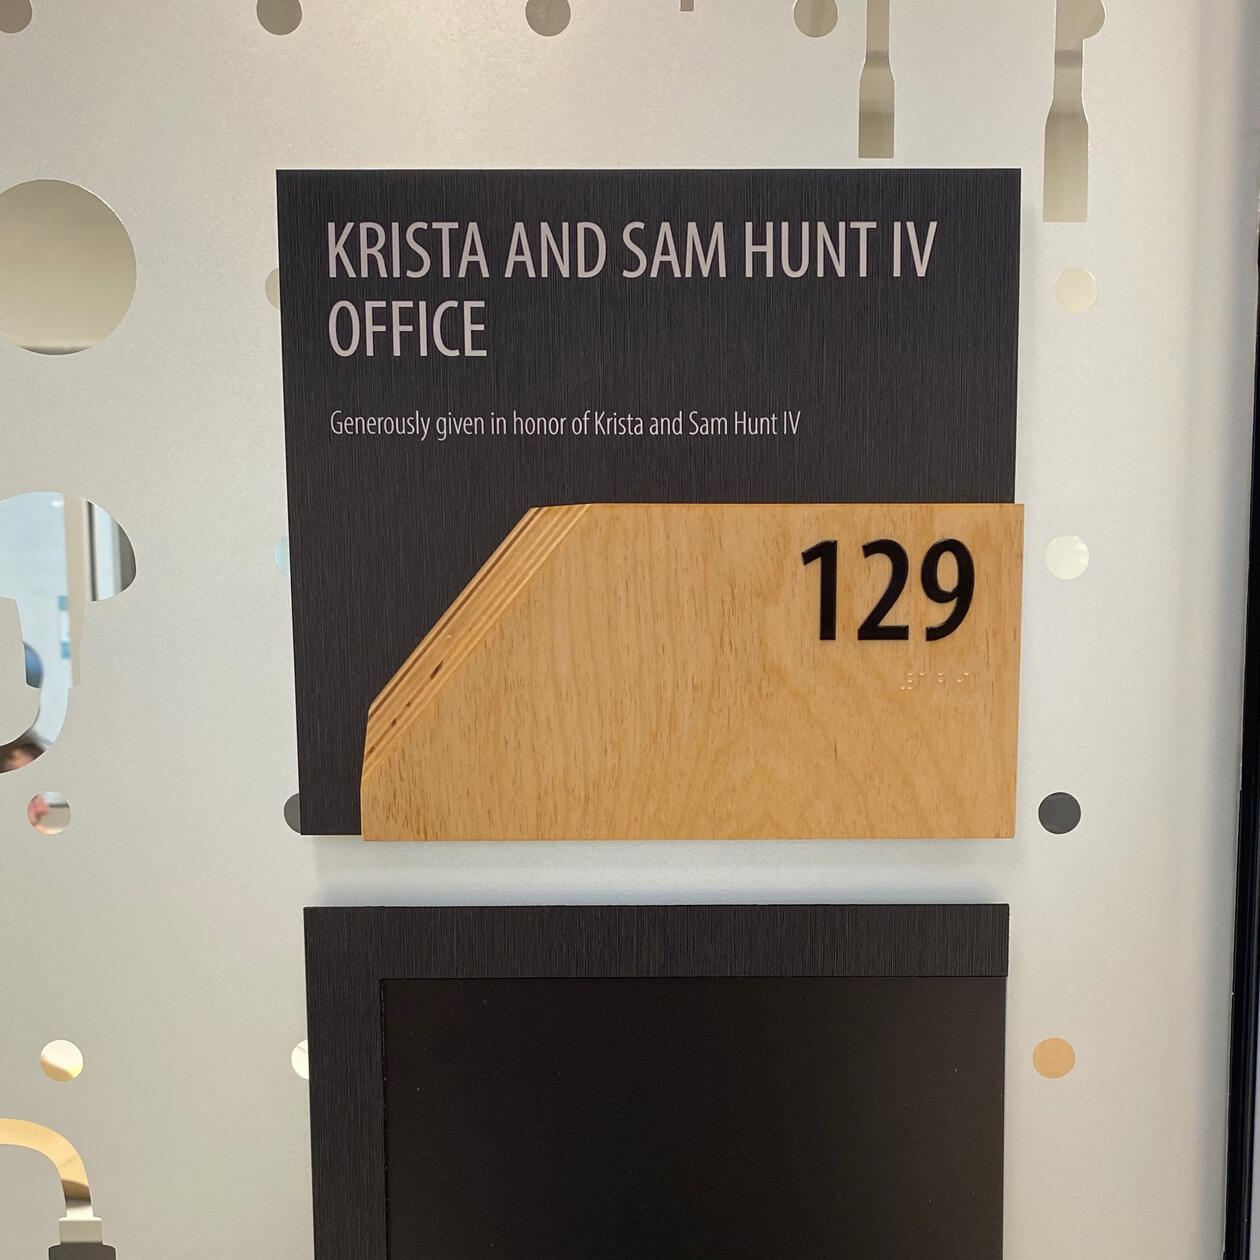 KRISTA AND SAM HUNT IV
OFFICE
Generously given in honor of Krista and Sam Hunt IV
129